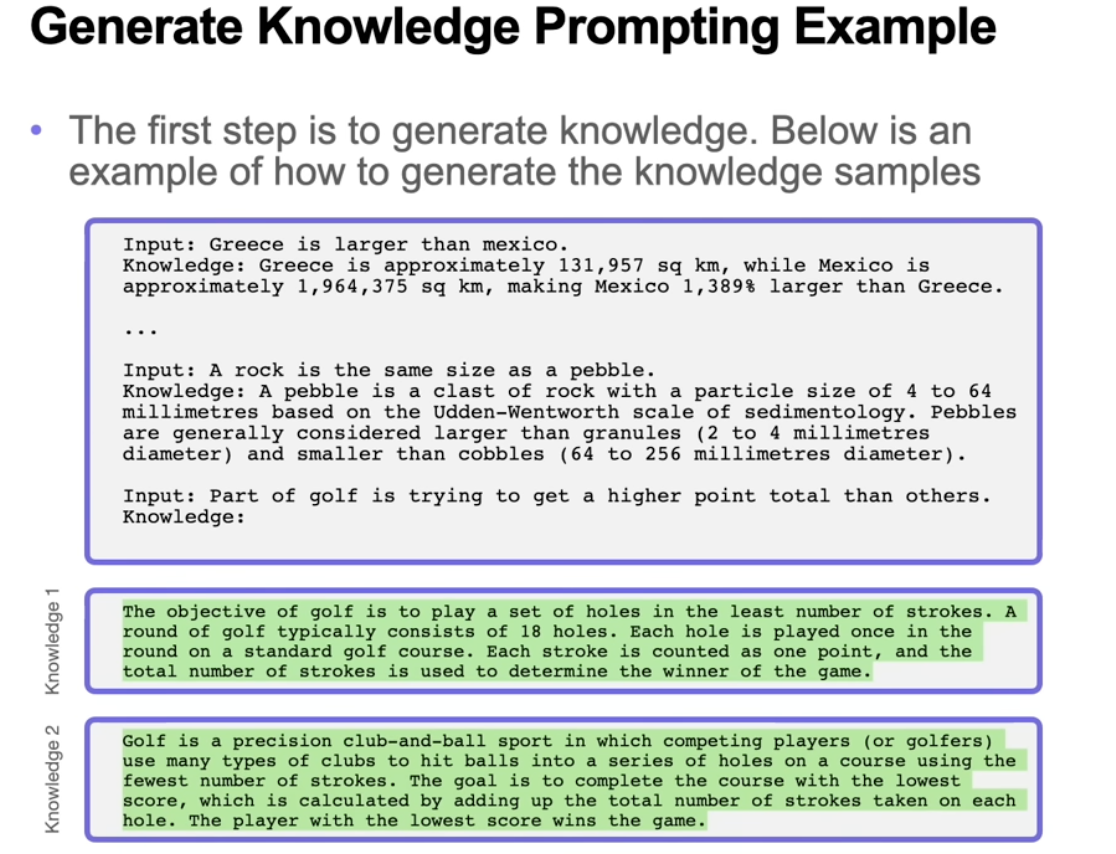 Generate Knowledge Prompting Example
• The first step is to generate knowledge. Below is an
example of how to generate the knowledge samples
Input: Greece is larger than mexico.
Knowledge: Greece is approximately 131,957 sq km, while Mexico is
approximately 1,964,375 sq km, making Mexico 1,389% larger than Greece.
...
Input: A rock is the same size as a pebble.
Knowledge: A pebble is a clast of rock with a particle size of 4 to 64
millimetres based on the Udden-Wentworth scale of sedimentology. Pebbles
are generally considered larger than granules (2 to 4 millimetres
diameter) and smaller than cobbles (64 to 256 millimetres diameter).
Input: Part of golf is trying to get a higher point total than others.
Knowledge:
Knowledge 1
The objective of golf is to play a set of holes in the least number of strokes. A
round of golf typically consists of 18 holes. Each hole is played once in the
round on a standard golf course. Each stroke is counted as one point, and the
total number of strokes is used to determine the winner of the game.
Knowledge 2
Golf is a precision club-and-ball sport in which competing players (or golfers)
use many types of clubs to hit balls into a series of holes on a course using the
fewest number of strokes. The goal is to complete the course with the lowest
score, which is calculated by adding up the total number of strokes taken on each
hole. The player with the lowest score wins the game.